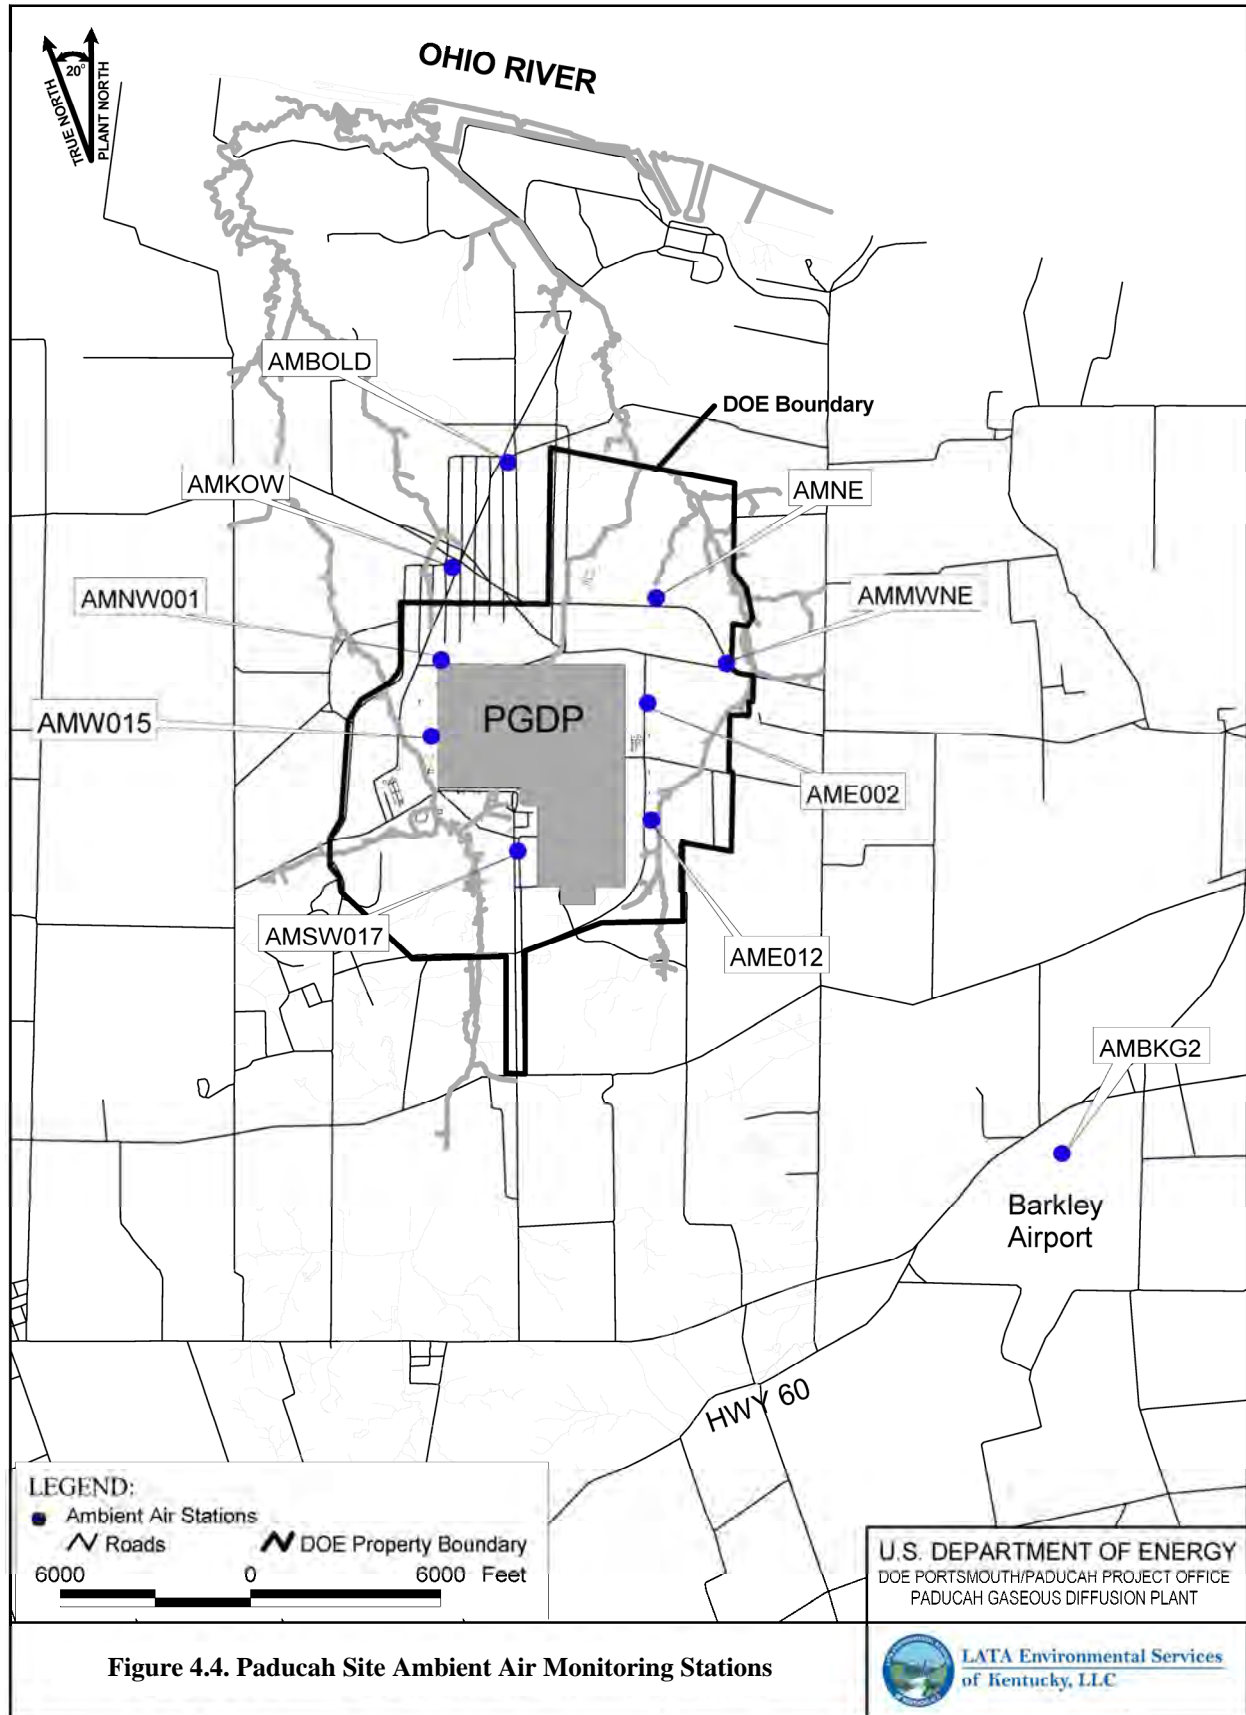 OHIO RIVER
20°
TRUE NORTH
PLANT NORTH
AMBOLD
DOE Boundary
AMKOW
AMNE
AMNW001
AMMWNE
AMW015
PGDP
AME002
AMSW017
AME012
AMBKG2
Barkley
Airport
HWY 60
LEGEND:
Ambient Air Stations
Roads
DOE Property Boundary
6000 0 6000 Feet
U.S. DEPARTMENT OF ENERGY
DOE PORTSMOUTH/PADUCAH PROJECT OFFICE
PADUCAH GASEOUS DIFFUSION PLANT
Figure 4.4. Paducah Site Ambient Air Monitoring Stations
LATA Environmental Services
of Kentucky, LLC